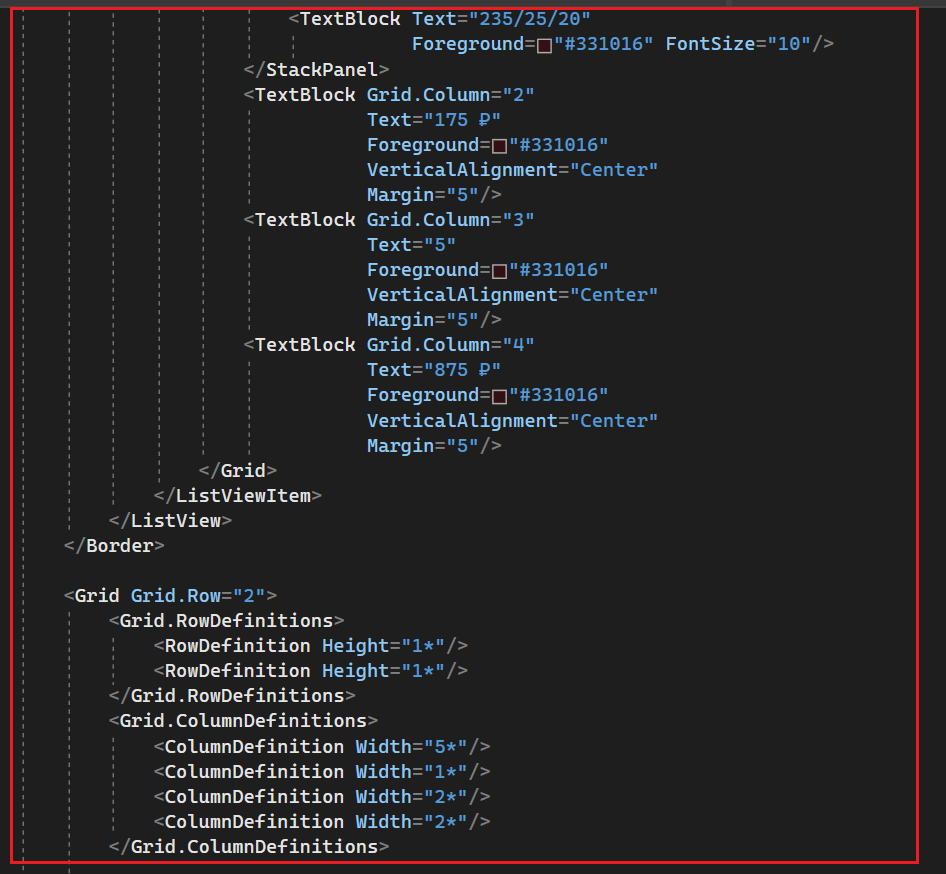 <TextBlock Text="235/25/20"
Foreground="#331016" FontSize="10"/>
</StackPanel>
<TextBlock Grid.Column="2"
Text="175 ₽"
Foreground="#331016"
VerticalAlignment="Center"
Margin="5"/>
<TextBlock Grid.Column="3"
Text="5"
Foreground="#331016"
VerticalAlignment="Center"
Margin="5"/>
<TextBlock Grid.Column="4"
Text="875 ₽"
Foreground="#331016"
VerticalAlignment="Center"
Margin="5"/>
</Grid>
</ListViewItem>
</ListView>
</Border>
<Grid Grid.Row="2">
<Grid.RowDefinitions>
<RowDefinition Height="1*"/>
<RowDefinition Height="1*"/>
</Grid.RowDefinitions>
<Grid.ColumnDefinitions>
<ColumnDefinition Width="5*"/>
<ColumnDefinition Width="1*"/>
<ColumnDefinition Width="2*"/>
<ColumnDefinition Width="2*"/>
</Grid.ColumnDefinitions>